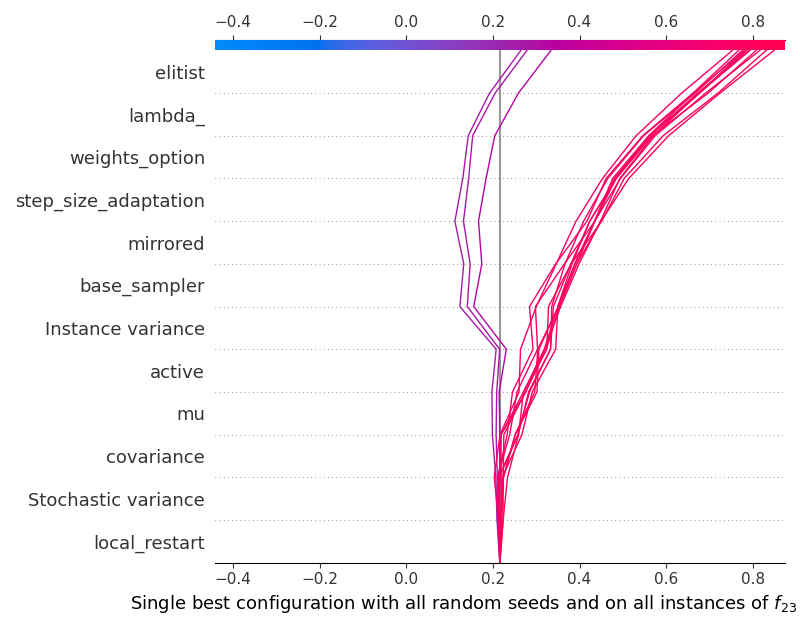 −0.4 −0.2 0.0 0.2 0.4 0.6 0.8
elitist
lambda_
weights_option
step_size_adaptation
mirrored
base_sampler
Instance variance
active
mu
covariance
Stochastic variance
local_restart
−0.4 −0.2 0.0 0.2 0.4 0.6 0.8
Single best configuration with all random seeds and on all instances of f23